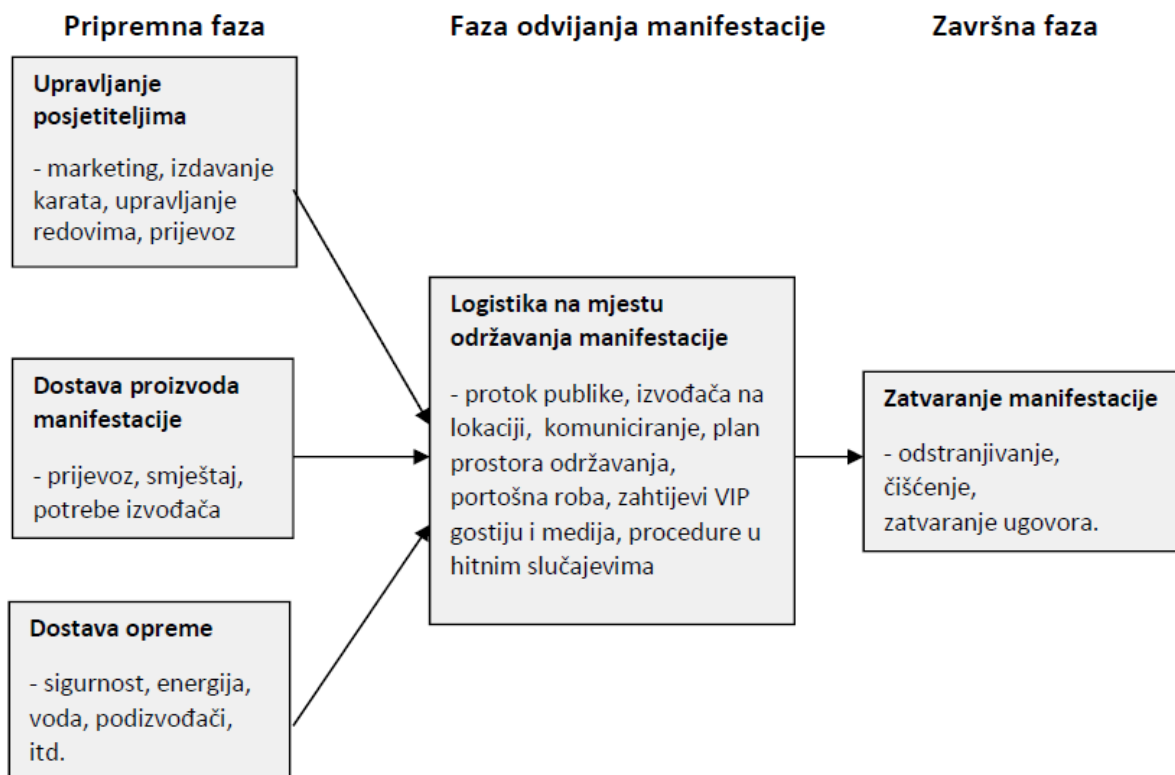 Pripremna faza
Faza odvijanja manifestacije
Završna faza
Upravljanje
posjetiteljima
- marketing, izdavanje
karata, upravljanje
redovima, prijevoz
Dostava proizvoda
manifestacije
- prijevoz, smještaj,
potrebe izvođača
Dostava opreme
- sigurnost, energija,
voda, podizvođači,
itd.
Logistika na mjestu
održavanja manifestacije
- protok publike, izvođača na
lokaciji, komuniciranje, plan
prostora održavanja,
portošna roba, zahtijevi VIP
gostiju i medija, procedure u
hitnim slučajevima
Zatvaranje manifestacije
- odstranjivanje,
čišćenje,
zatvaranje ugovora.